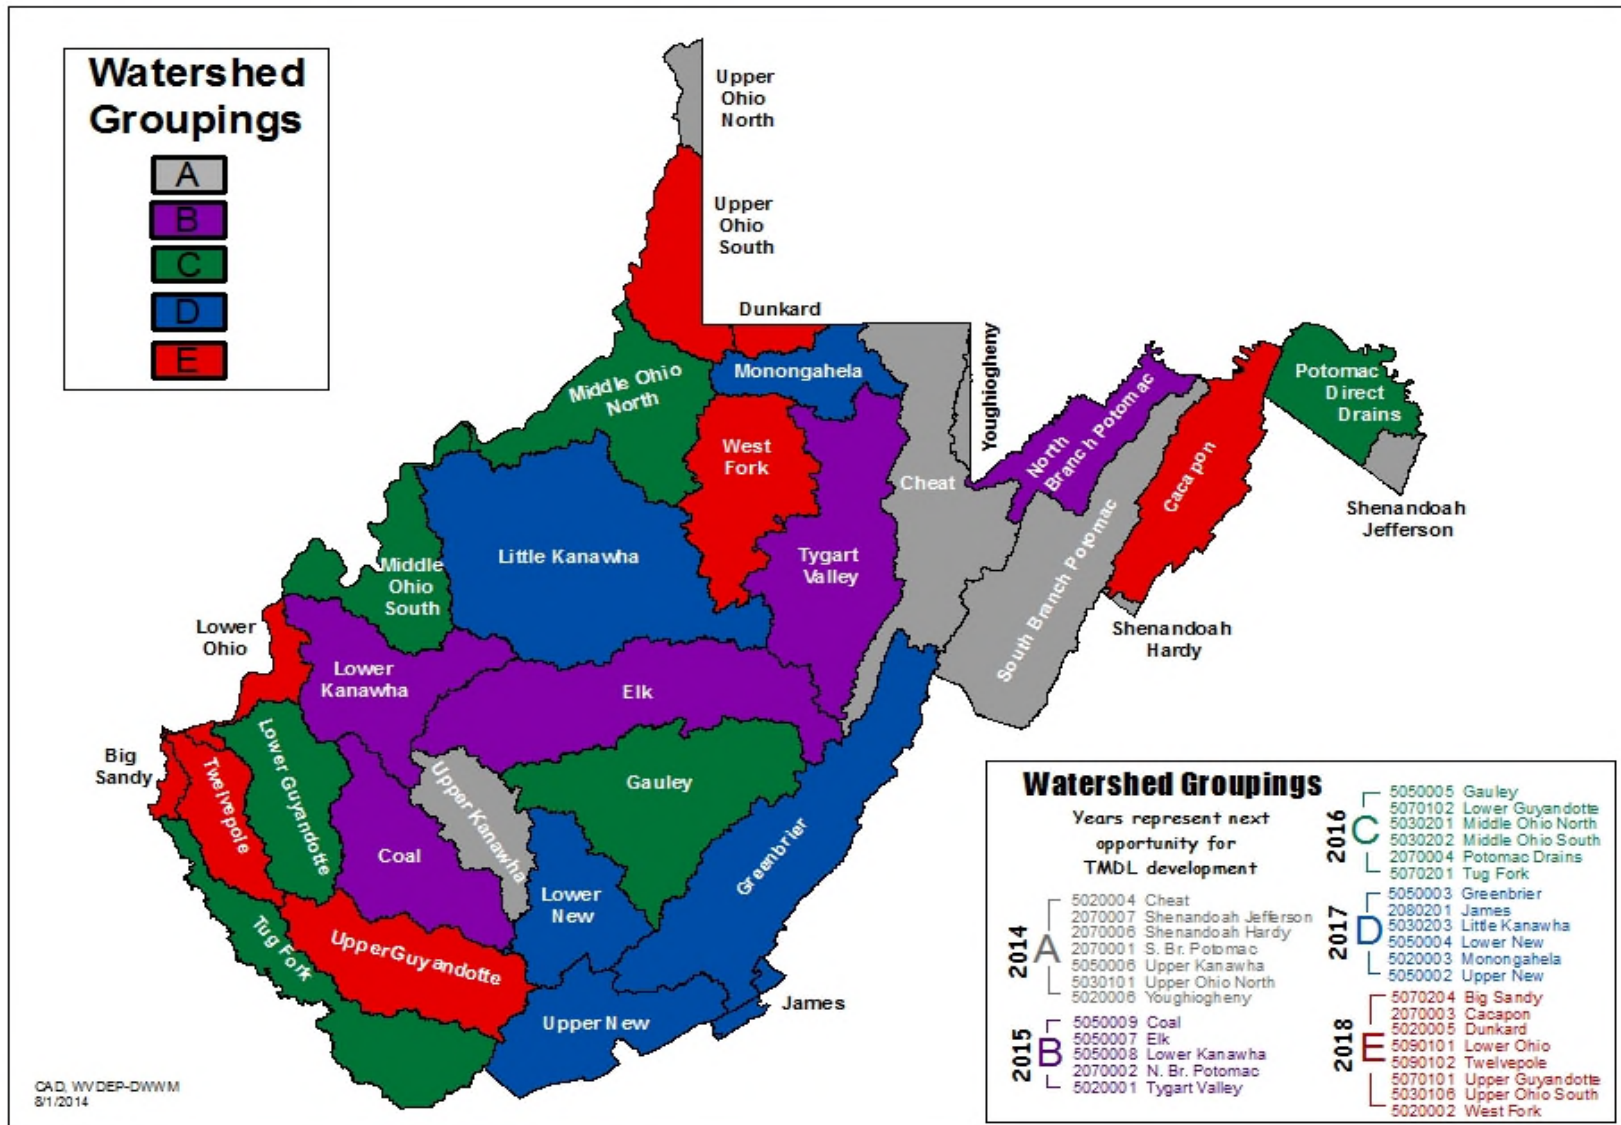 Watershed
Groupings
A
B
C
D
E
Upper
Ohio
North
Upper
Ohio
South
Dunkard
Youghiogheny
Monongahela
Middle Ohio
North
West
Fork
Cheat
North
Branch Potomac
Cacapon
Potomac
Direct
Drains
Shenandoah
Jefferson
Little Kanawha
Tygart
Valley
Middle
Ohio
South
South Branch Potomac
Shenandoah
Hardy
Lower
Ohio
Lower
Kanawha
Elk
Big
Sandy
Twelvepole
Lower Guyandotte
Upper Kanawha
Gauley
Coal
Greenbrier
Lower
New
Tug Fork
Upper Guyandotte
Upper New
James
Watershed Groupings
Years represent next
opportunity for
TMDL development
2014
A
5020004 Cheat
2070007 Shenandoah Jefferson
2070006 Shenandoah Hardy
2070001 S. Br. Potomac
5050006 Upper Kanawha
5030101 Upper Ohio North
5020006 Youghiogheny
2015
B
5050009 Coal
5050007 Elk
5050008 Lower Kanawha
2070002 N. Br. Potomac
5020001 Tygart Valley
2016
C
5050005 Gauley
5070102 Lower Guyandotte
5030201 Middle Ohio North
5030202 Middle Ohio South
2070004 Potomac Drains
5070201 Tug Fork
2017
D
5050003 Greenbrier
2080201 James
5030203 Little Kanawha
5050004 Lower New
5020003 Monongahela
5050002 Upper New
2018
E
5070204 Big Sandy
2070003 Cacapon
5020005 Dunkard
5090101 Lower Ohio
5090102 Twelvepole
5070101 Upper Guyandotte
5030106 Upper Ohio South
5020002 West Fork
CAD, WVDEP-DWWM
8/1/2014